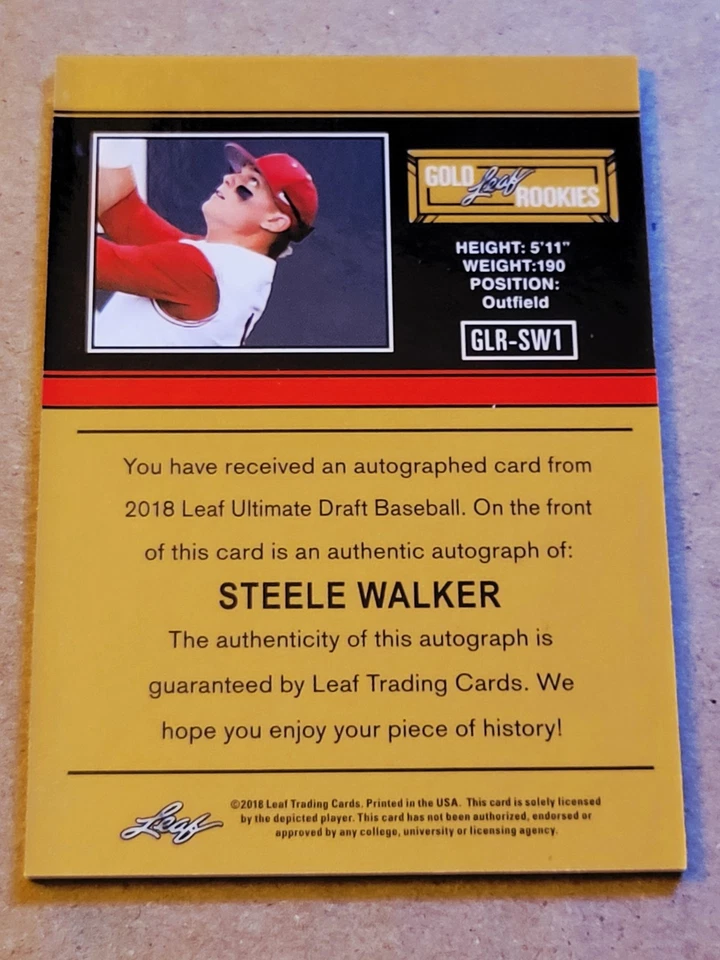 GOLD Leaf ROOKIES
HEIGHT: 5'11"
WEIGHT:190
POSITION:
Outfield
GLR-SW1
You have received an autographed card from
2018 Leaf Ultimate Draft Baseball. On the front
of this card is an authentic autograph of:
STEELE WALKER
The authenticity of this autograph is
guaranteed by Leaf Trading Cards. We
hope you enjoy your piece of history!
Leaf
©2018 Leaf Trading Cards. Printed in the USA. This card is solely licensed
by the depicted player. This card has not been authorized, endorsed or
approved by any college, university or licensing agency.